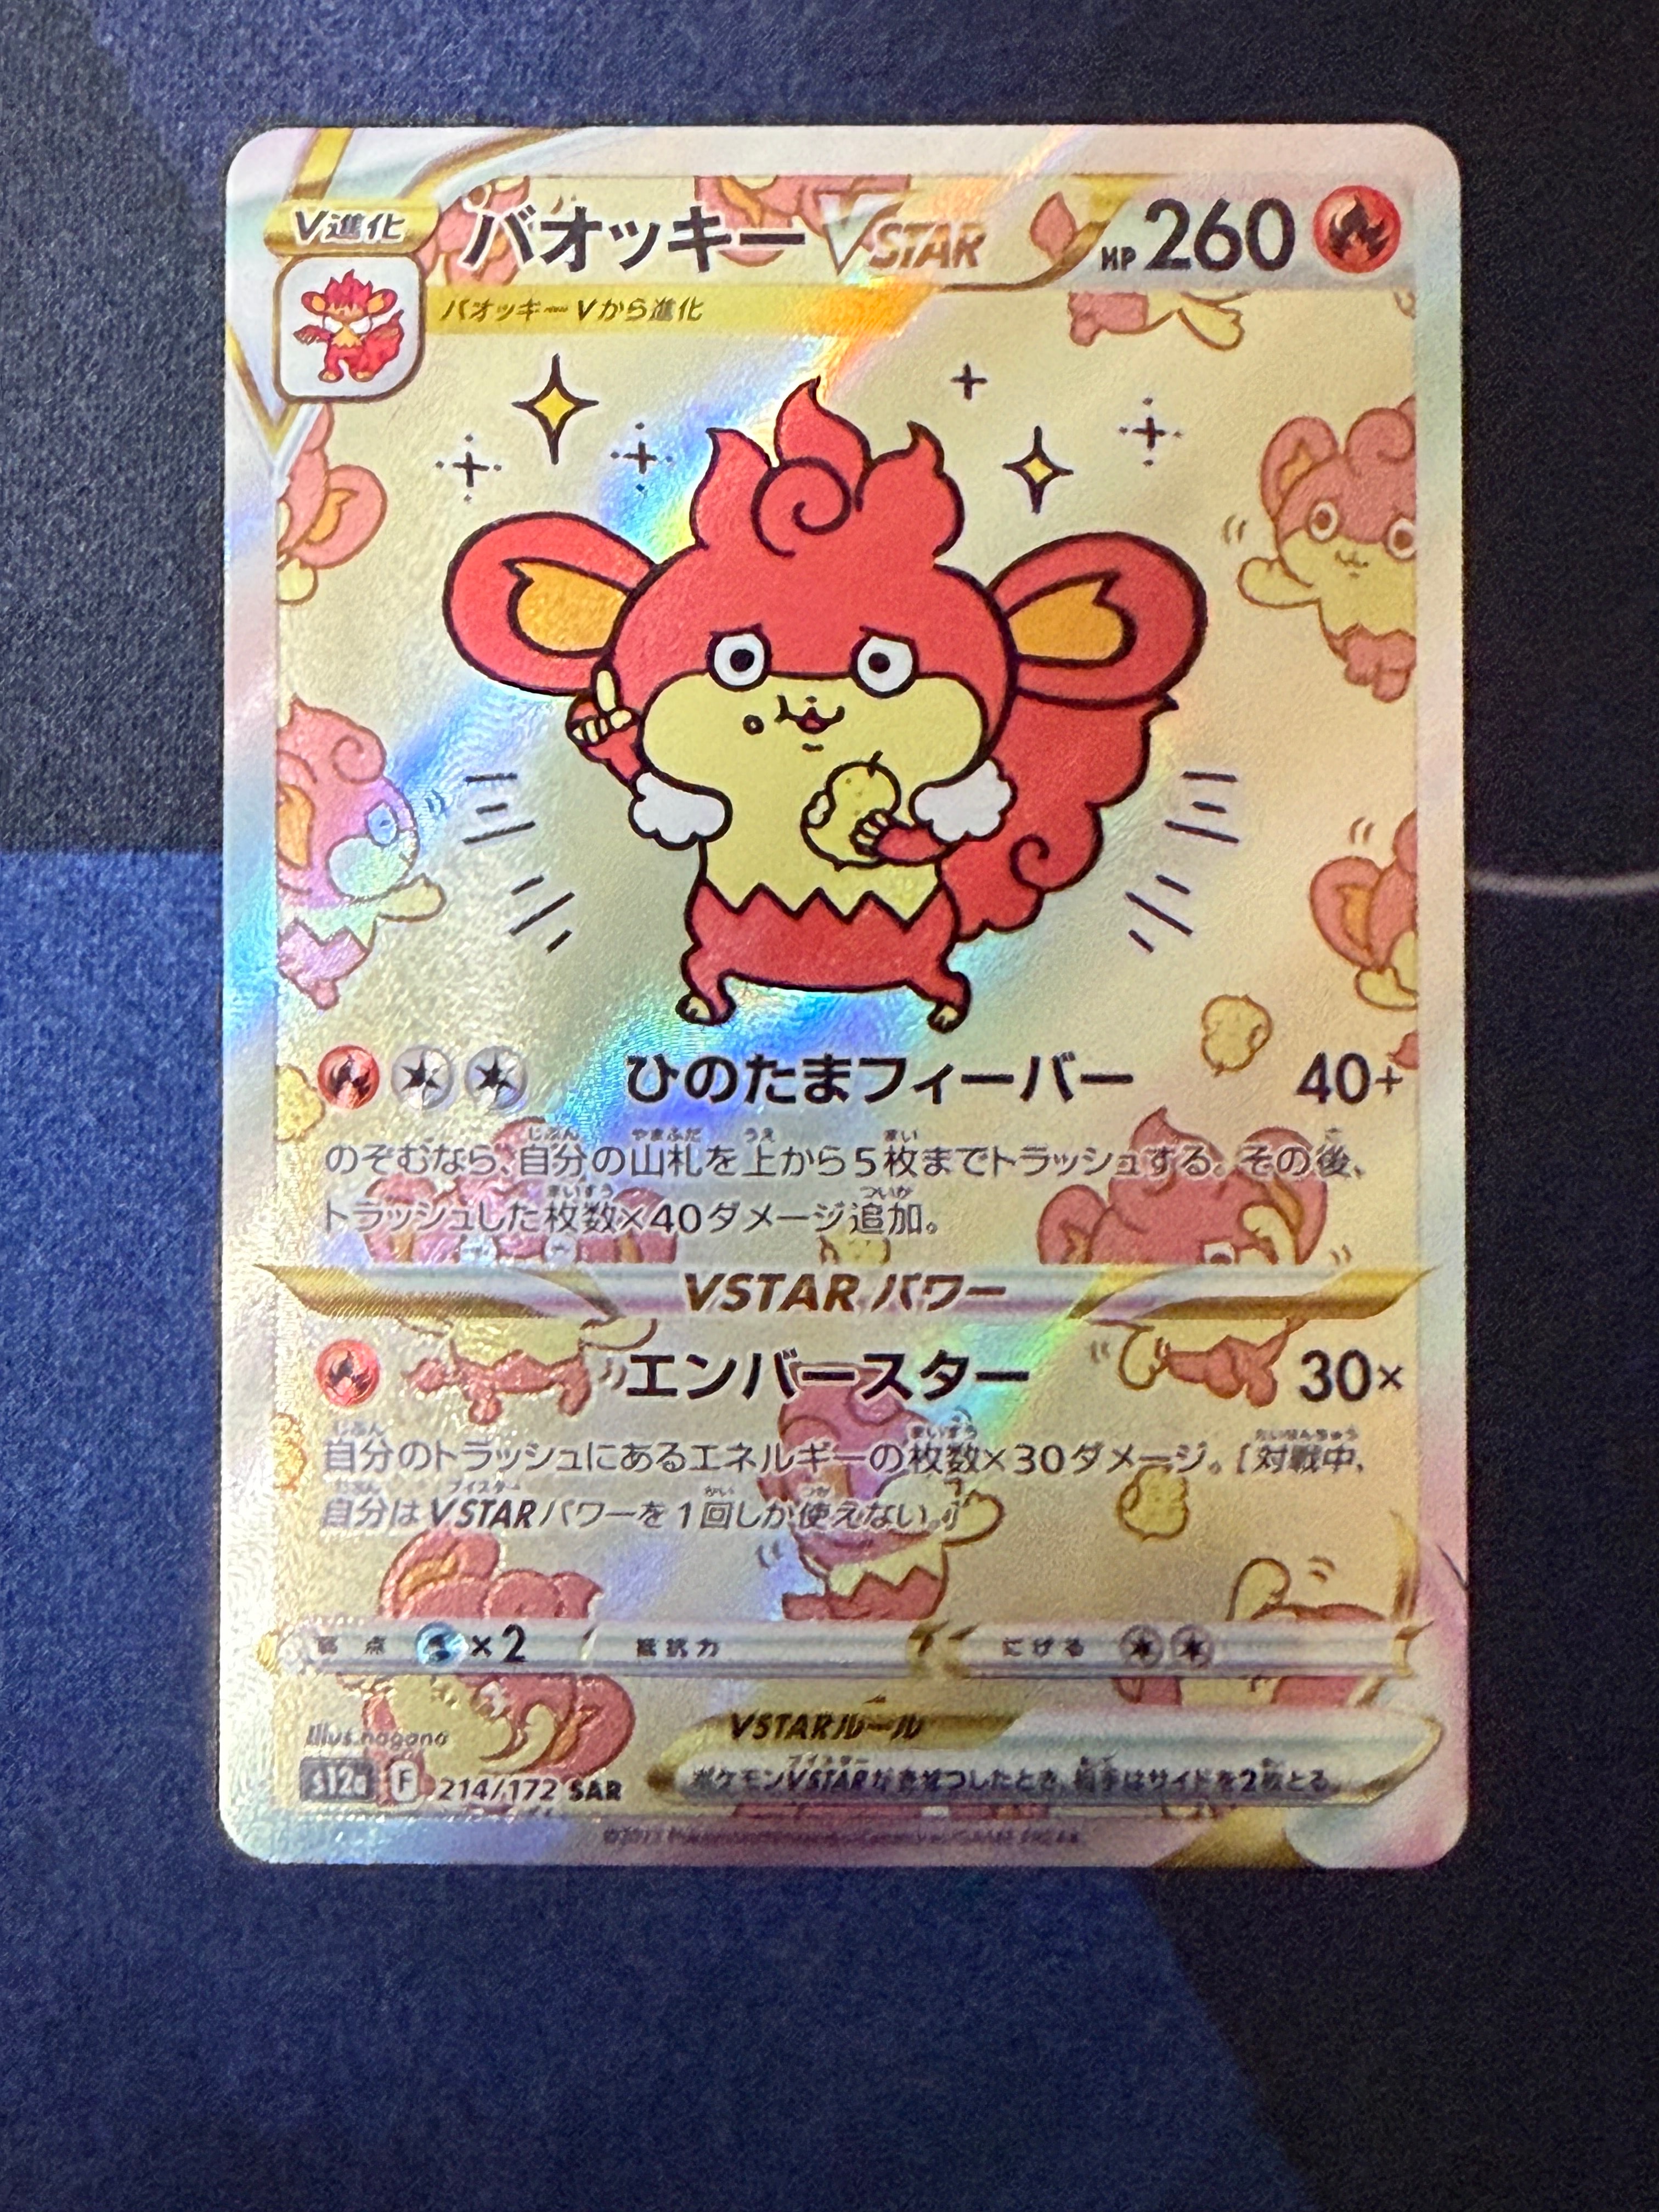 V進化
バオッキーVSTAR
HP 260
バオッキーVから進化
ひのたまフィーバー 40+
のぞむなら、自分の山札を上から5枚までトラッシュする。その後、
トラッシュした枚数×40ダメージ追加。
VSTARパワー
エンバースター 30×
自分のトラッシュにあるエネルギーの枚数×30ダメージ。[対戦中、
自分はVSTARパワーを1回しか使えない。]
弱点 ×2 抵抗力 にげる
Illus. nagano
VSTARルール
s12a F 214/172 SAR
ポケモンVSTARがきぜつしたとき、相手はサイドを2枚とる。